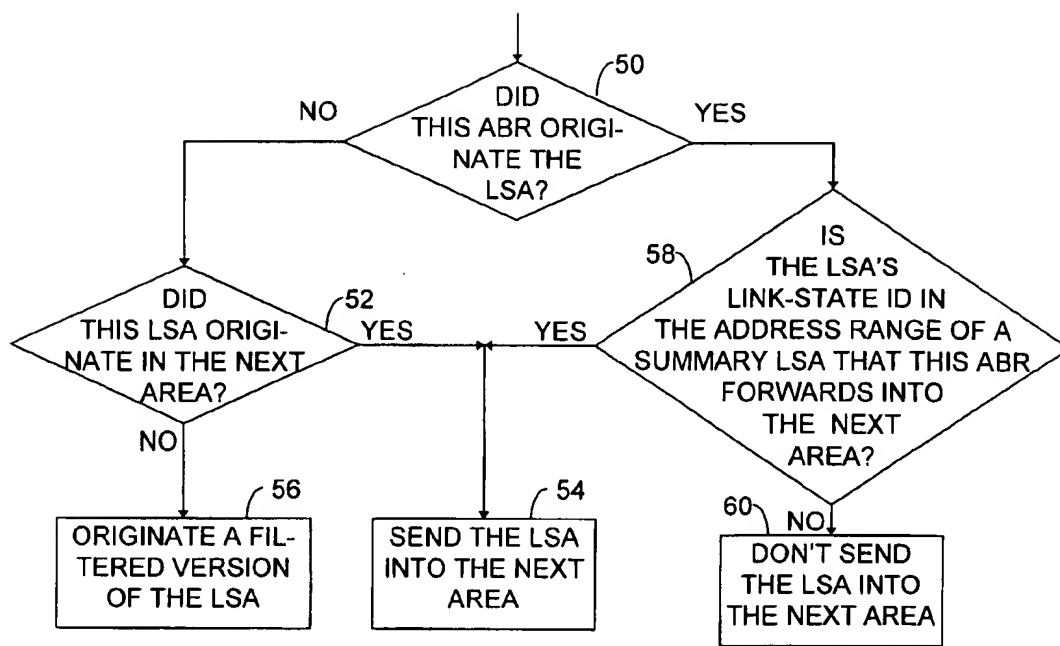 50
NO
YES
DID
THIS ABR ORIGI-
NATE THE
LSA?
52
DID
THIS LSA ORIGI-
NATE IN THE NEXT
AREA?
YES
YES
58
IS
THE LSA'S
LINK-STATE ID IN
THE ADDRESS RANGE OF A
SUMMARY LSA THAT THIS ABR
FORWARDS INTO
THE NEXT
AREA?
NO
56
ORIGINATE A FIL-
TERED VERSION
OF THE LSA
54
SEND THE LSA
INTO THE NEXT
AREA
NO
60
DON'T SEND
THE LSA INTO
THE NEXT AREA